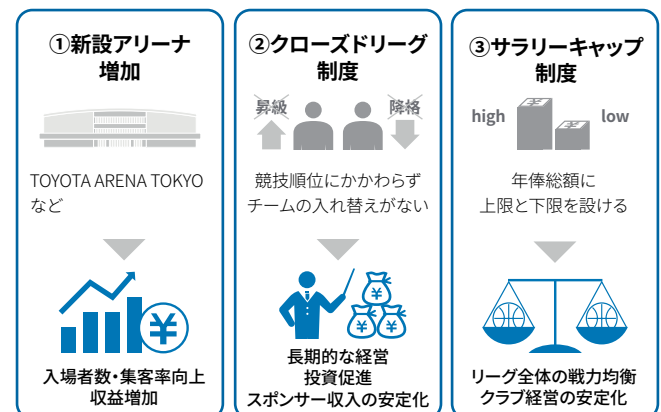 ①新設アリーナ
増加
TOYOTA ARENA TOKYO
など
¥
入場者数・集客率向上
収益増加
②クローズドリーグ
制度
昇級
降格
競技順位にかかわらず
チームの入れ替えがない
¥
¥
¥
長期的な経営
投資促進
スポンサー収入の安定化
③サラリーキャップ
制度
high
¥
¥
low
年俸総額に
上限と下限を設ける
リーグ全体の戦力均衡
クラブ経営の安定化